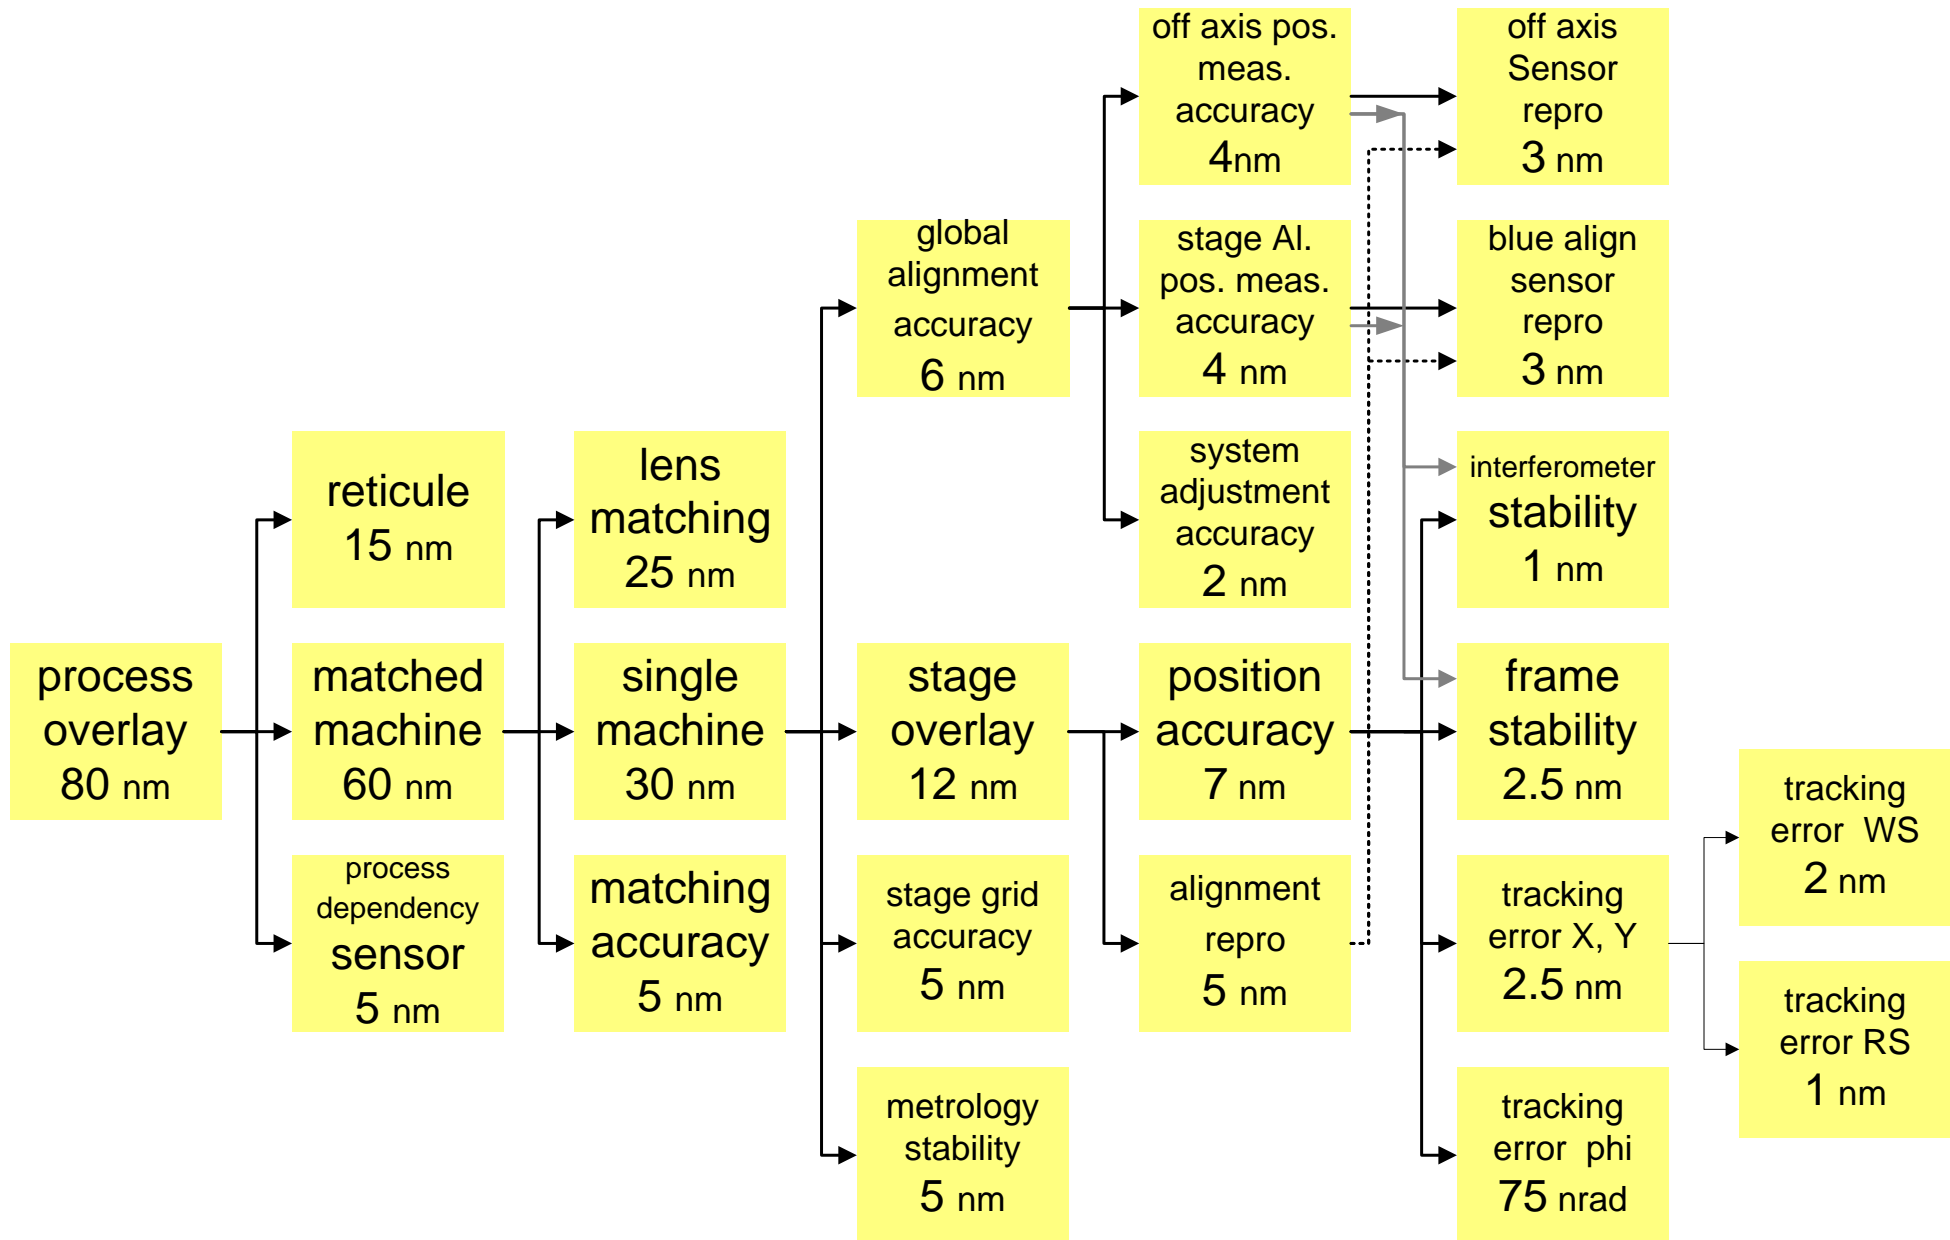 process
overlay
80 nm
reticule
15 nm
matched
machine
60 nm
process
dependency
sensor
5 nm
lens
matching
25 nm
single
machine
30 nm
matching
accuracy
5 nm
global
alignment
accuracy
6 nm
stage
overlay
12 nm
stage grid
accuracy
5 nm
metrology
stability
5 nm
off axis pos.
meas.
accuracy
4nm
stage Al.
pos. meas.
accuracy
4 nm
system
adjustment
accuracy
2 nm
position
accuracy
7 nm
alignment
repro
5 nm
off axis
Sensor
repro
3 nm
blue align
sensor
repro
3 nm
interferometer
stability
1 nm
frame
stability
2.5 nm
tracking
error X, Y
2.5 nm
tracking
error phi
75 nrad
tracking
error WS
2 nm
tracking
error RS
1 nm